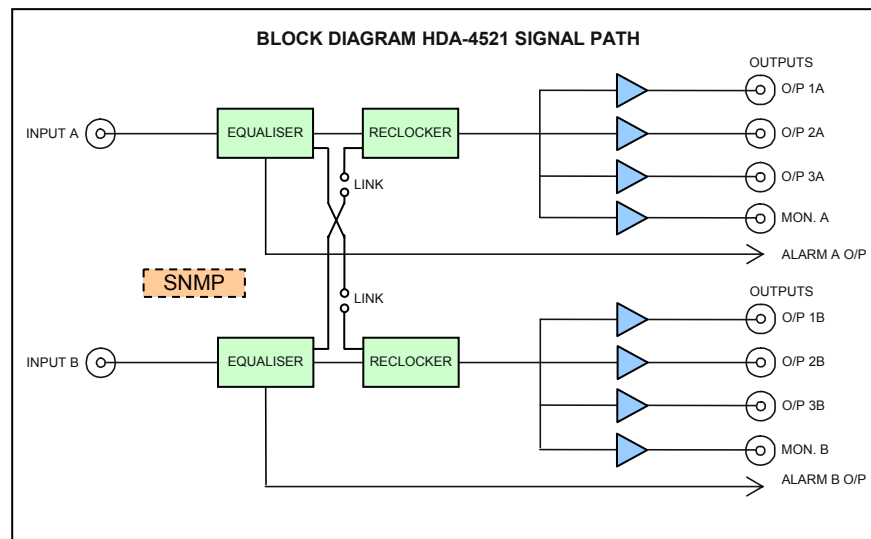 BLOCK DIAGRAM HDA-4521 SIGNAL PATH
OUTPUTS
O/P 1A
INPUT A
EQUALISER
RECLOCKER
O/P 2A
O/P 3A
LINK
MON. A
ALARM A O/P
SNMP
OUTPUTS
LINK
O/P 1B
INPUT B
EQUALISER
RECLOCKER
O/P 2B
O/P 3B
MON. B
ALARM B O/P